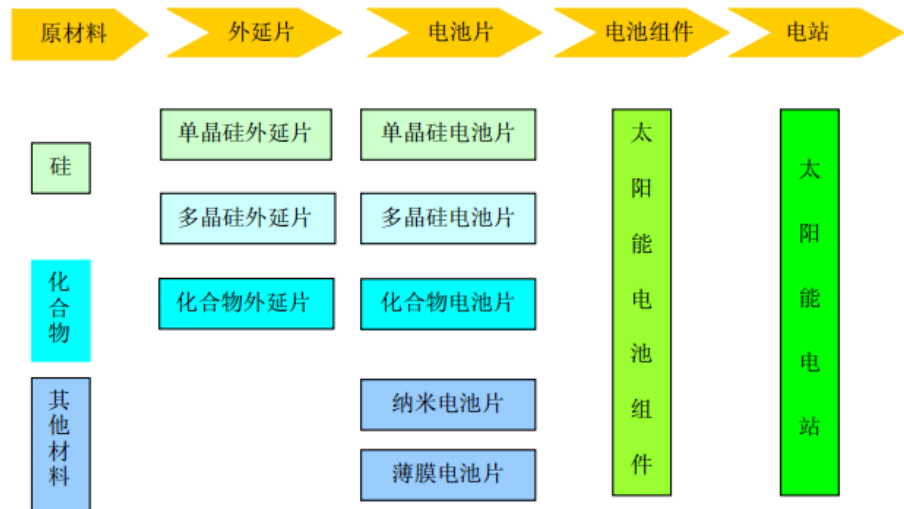 原材料
外延片
电池片
电池组件
电站
硅
单晶硅外延片
单晶硅电池片
多晶硅外延片
多晶硅电池片
化合物
化合物外延片
化合物电池片
其他材料
纳米电池片
薄膜电池片
太阳能电池组件
太阳能电站